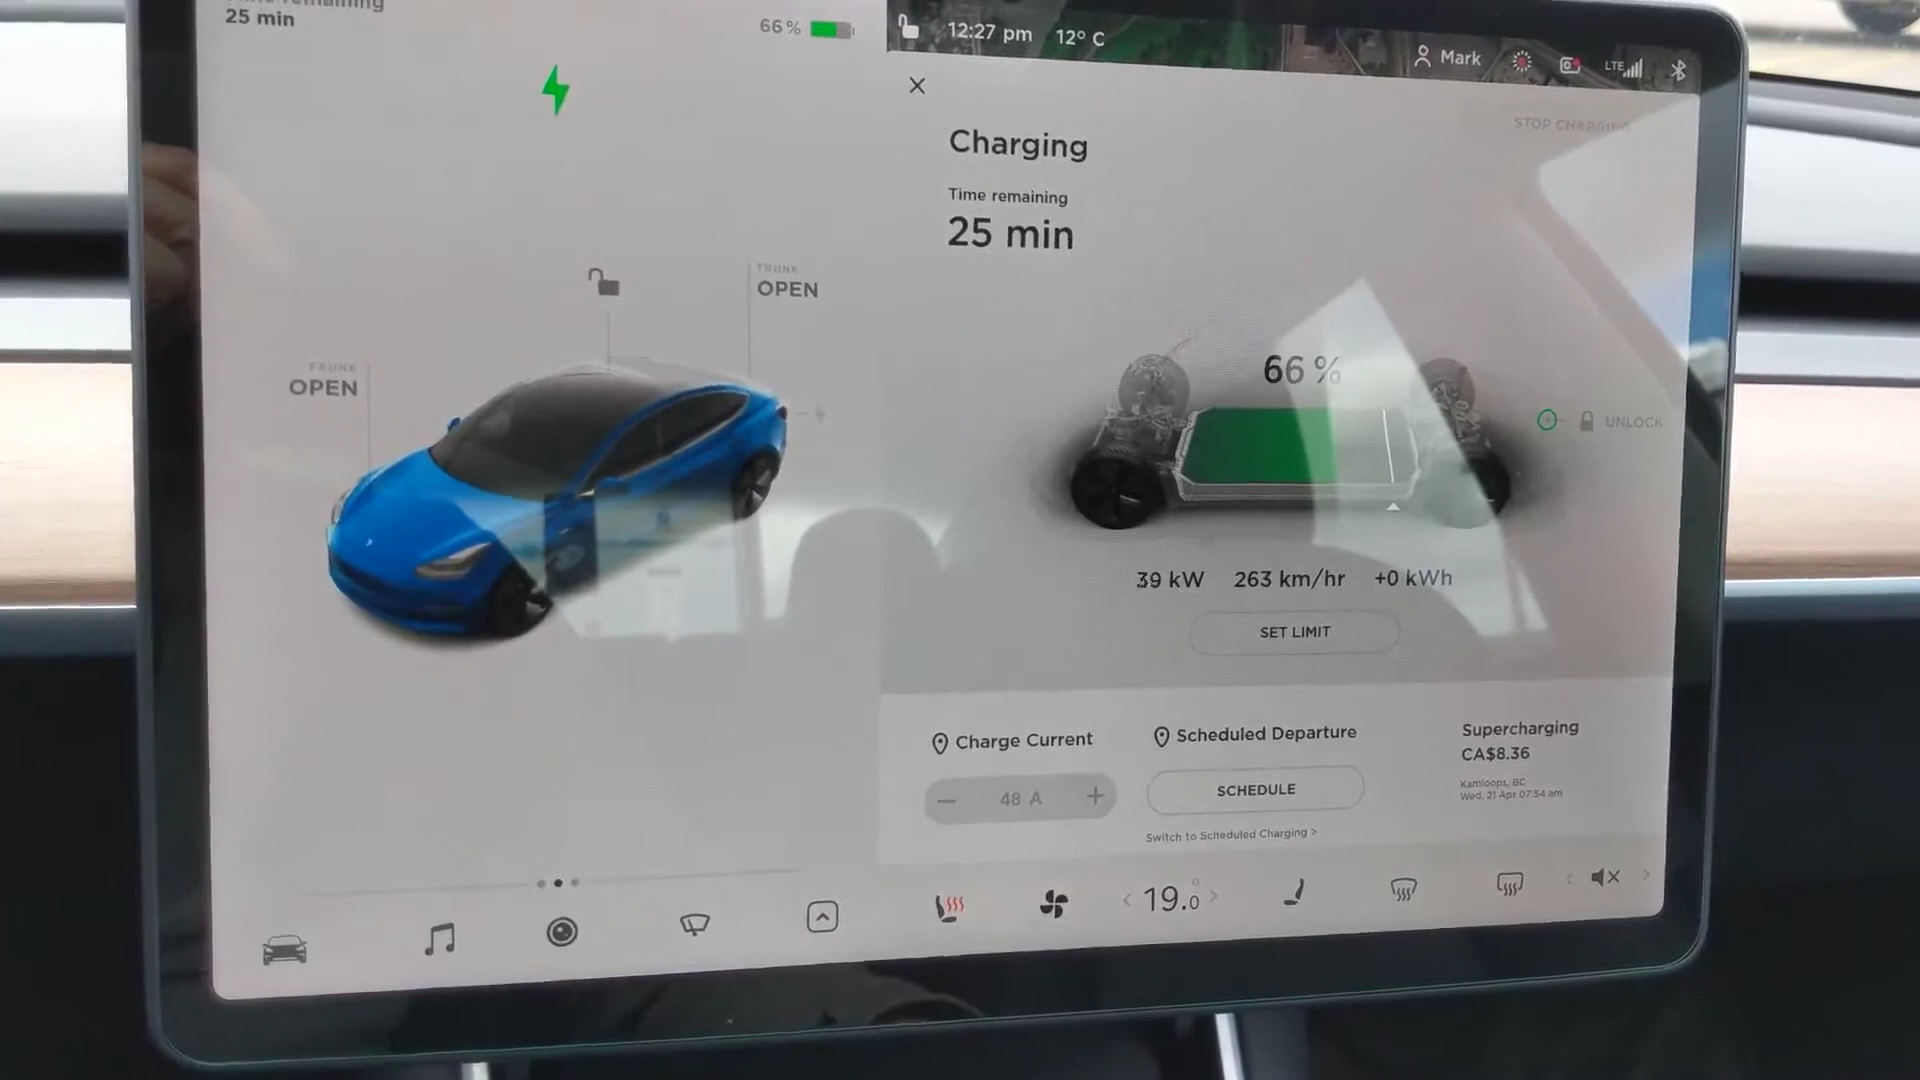 25 min
66 %
TRUNK
OPEN
FRUNK
OPEN
12:27 pm
12° C
Mark
LTE
STOP CHARGING
Charging
Time remaining
25 min
66 %
UNLOCK
39 kW
263 km/hr
+0 kWh
SET LIMIT
Charge Current
48 A
Scheduled Departure
SCHEDULE
Switch to Scheduled Charging >
Supercharging
CA$8.36
Kamloops, BC
Wed, 21 Apr 07:54 am
19.0